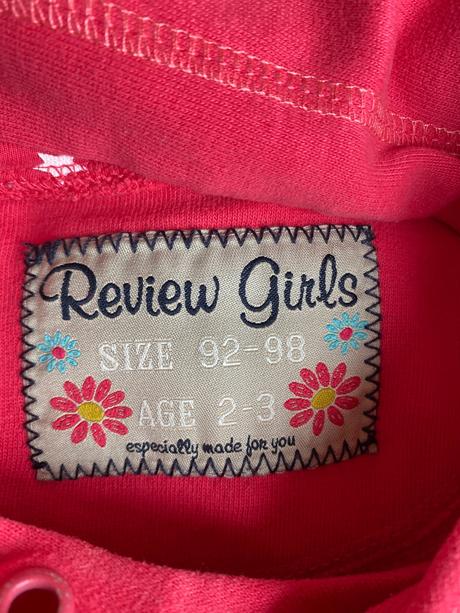 Review Girls
SIZE 92-98
AGE 2-3
especially made for you